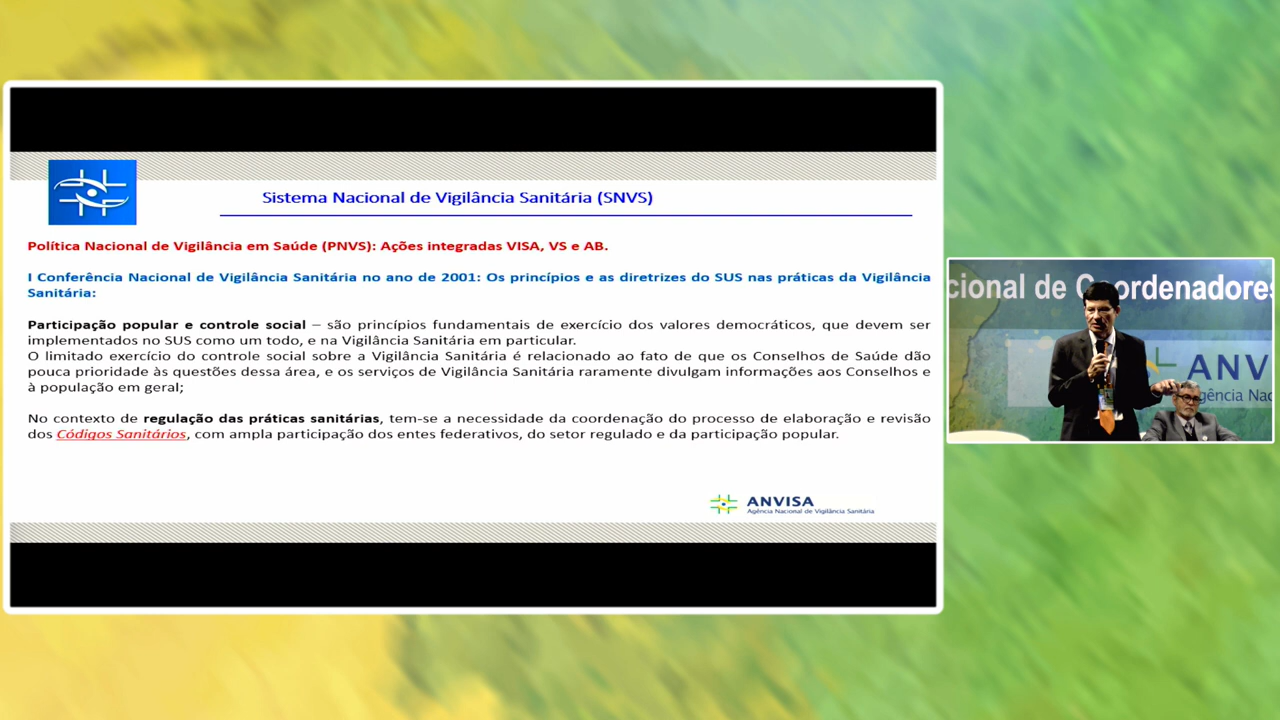 Sistema Nacional de Vigilância Sanitária (SNVS)
Política Nacional de Vigilância em Saúde (PNVS): Ações integradas VISA, VS e AB.
I Conferência Nacional de Vigilância Sanitária no ano de 2001: Os princípios e as diretrizes do SUS nas práticas da Vigilância
Sanitária:
Participação popular e controle social – são princípios fundamentais de exercício dos valores democráticos, que devem ser
implementados no SUS como um todo, e na Vigilância Sanitária em particular.
O limitado exercício do controle social sobre a Vigilância Sanitária é relacionado ao fato de que os Conselhos de Saúde dão
pouca prioridade às questões dessa área, e os serviços de Vigilância Sanitária raramente divulgam informações aos Conselhos e
à população em geral;
No contexto de regulação das práticas sanitárias, tem-se a necessidade da coordenação do processo de elaboração e revisão
dos Códigos Sanitários, com ampla participação dos entes federativos, do setor regulado e da participação popular.
ANVISA
Agência Nacional de Vigilância Sanitária
cional de Coordenadores
ANV
gência Nac